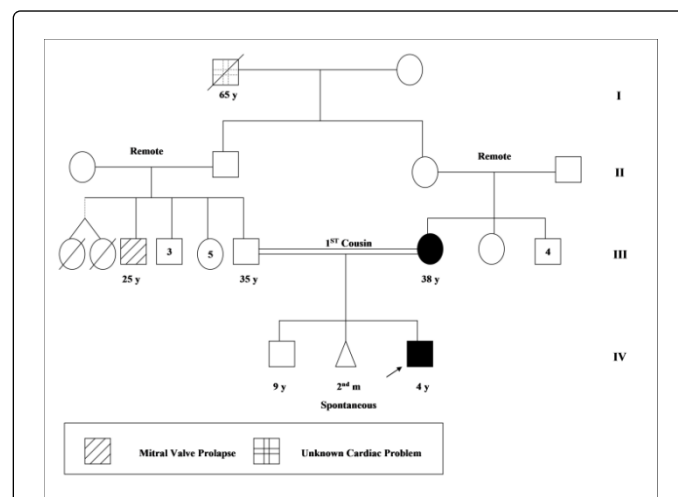 65 y
I
Remote
Remote
II
1ST Cousin
3
5
4
III
25 y
35 y
38 y
IV
9 y
2nd m
4 y
Spontaneous
Mitral Valve Prolapse
Unknown Cardiac Problem